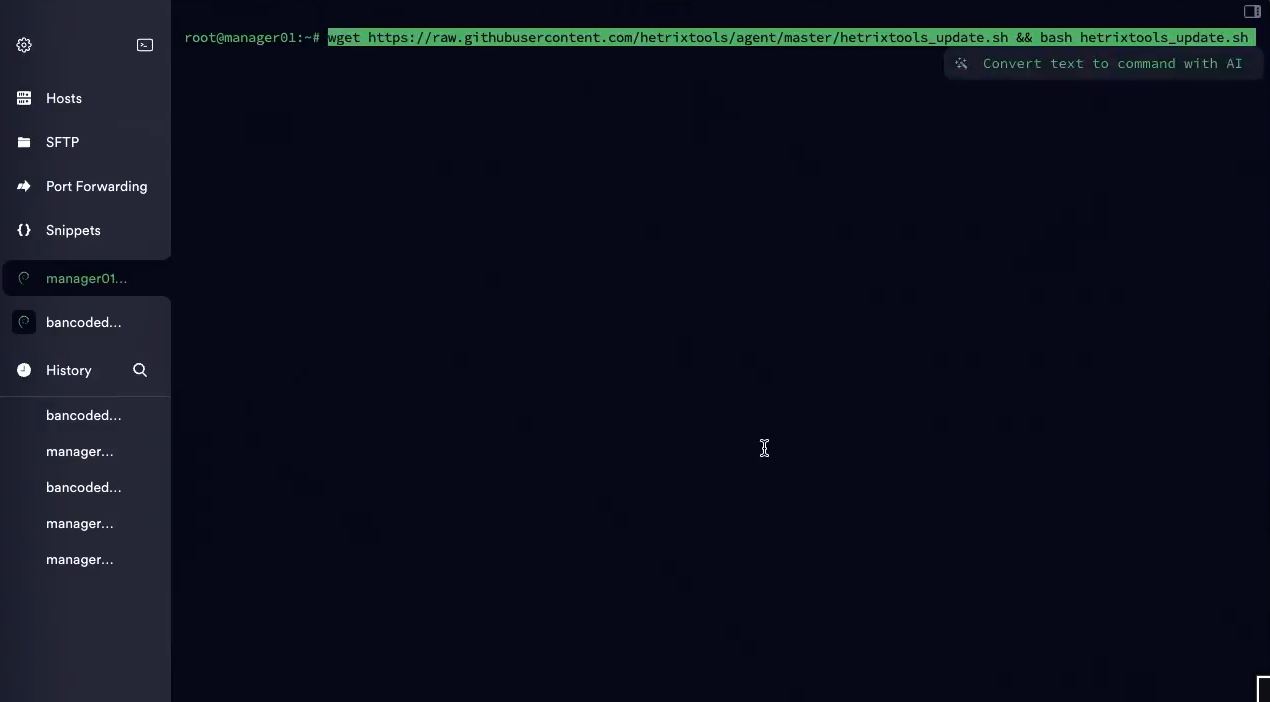 root@manager01:~# wget https://raw.githubusercontent.com/hetrixtools/agent/master/hetrixtools_update.sh && bash hetrixtools_update.sh
Convert text to command with AI
Hosts
SFTP
Port Forwarding
{} Snippets
manager01...
bancoded...
History
bancoded...
manager...
bancoded...
manager...
manager...